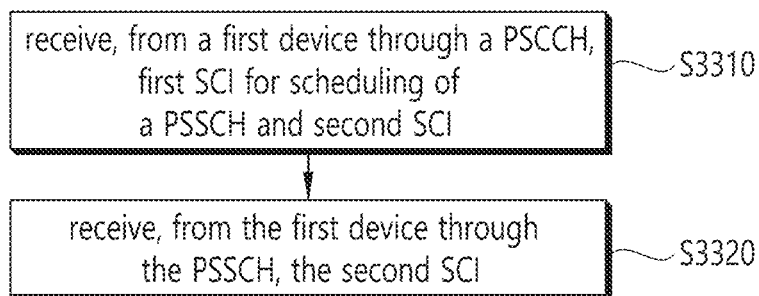 receive, from a first device through a PSCCH,
first SCI for scheduling of
a PSSCH and second SCI
S3310
receive, from the first device through
the PSSCH, the second SCI
S3320